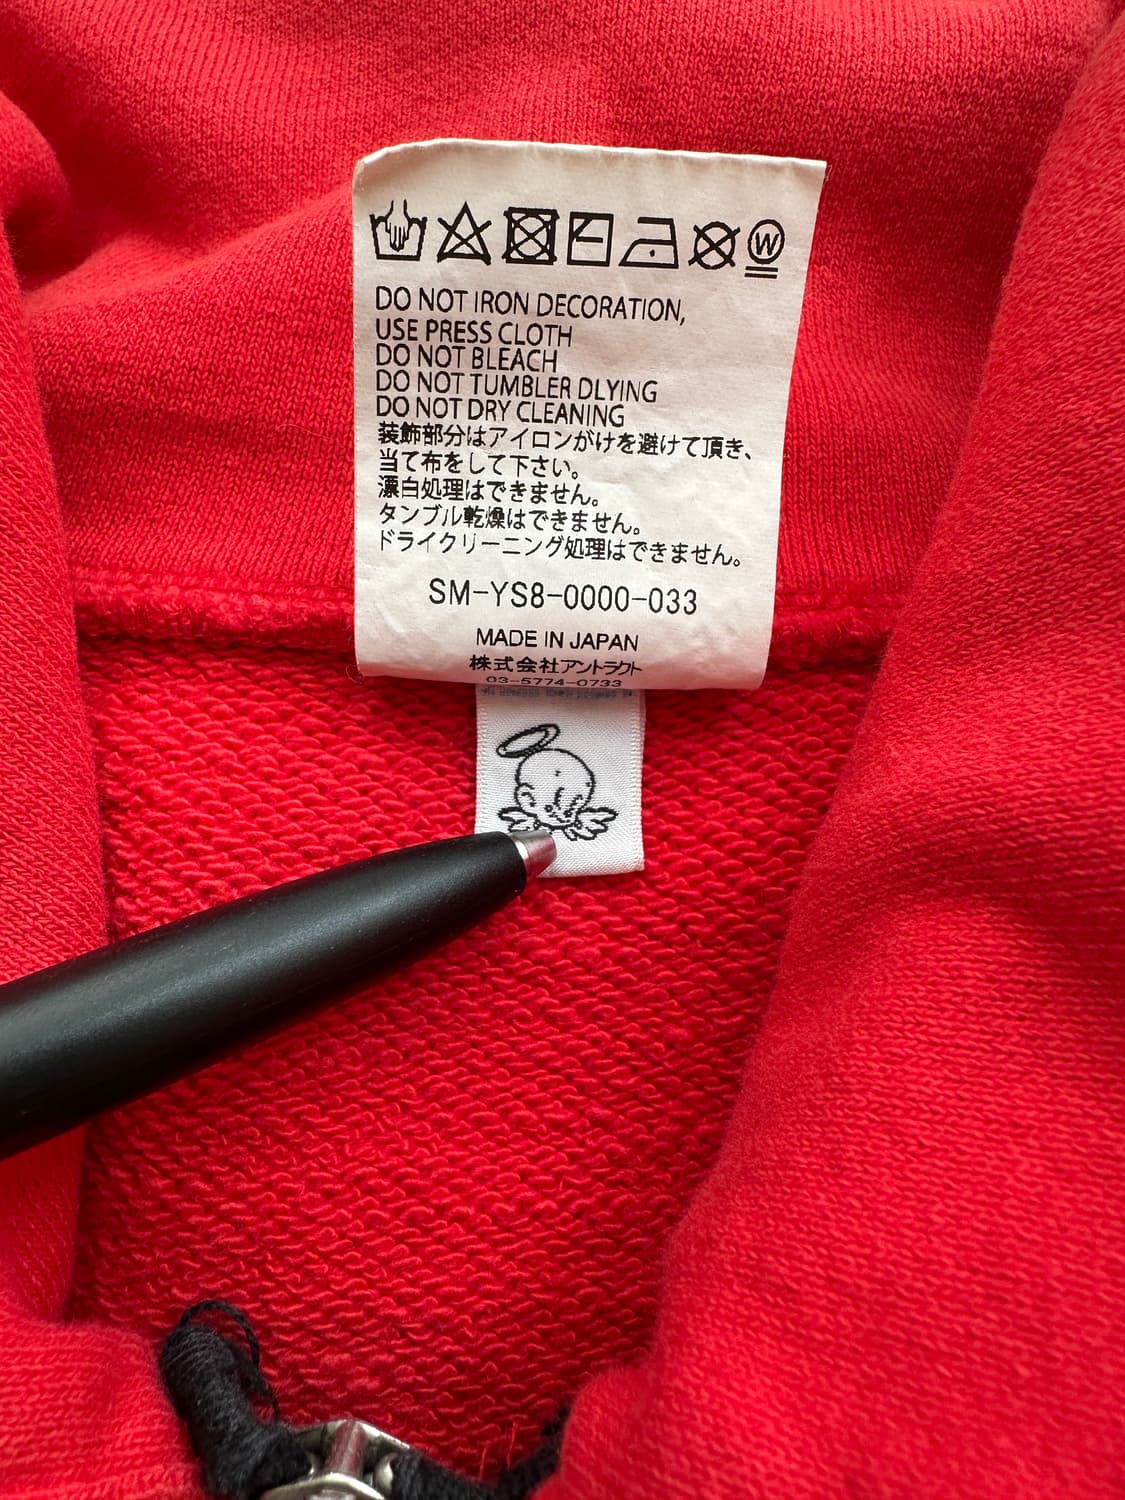 W
DO NOT IRON DECORATION,
USE PRESS CLOTH
DO NOT BLEACH
DO NOT TUMBLER DLYING
DO NOT DRY CLEANING
装飾部分はアイロンがけを避けて頂き、
当て布をして下さい。
漂白処理はできません。
タンブル乾燥はできません。
ドライクリーニング処理はできません。
SM-YS8-0000-033
MADE IN JAPAN
株式会社アントラクト
03-5774-0733